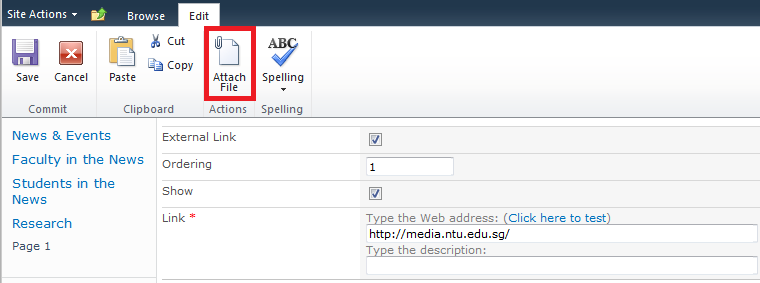 Site Actions Browse Edit
Save Cancel Paste Cut Copy Attach File ABC Spelling
Commit Clipboard Actions Spelling
News & Events
Faculty in the News
Students in the
News
Research
Page 1
External Link
Ordering 1
Show
Link * Type the Web address: (Click here to test)
http://media.ntu.edu.sg/
Type the description: